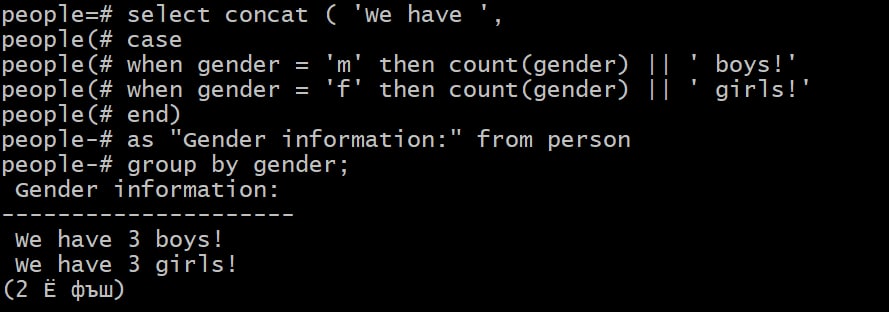 people=# select concat ( 'We have ',
people(# case
people(# when gender = 'm' then count(gender) || ' boys!'
people(# when gender = 'f' then count(gender) || ' girls!'
people(# end)
people-# as "Gender information:" from person
people-# group by gender;
Gender information:
---------------------
We have 3 boys!
We have 3 girls!
(2 Ё фъш)